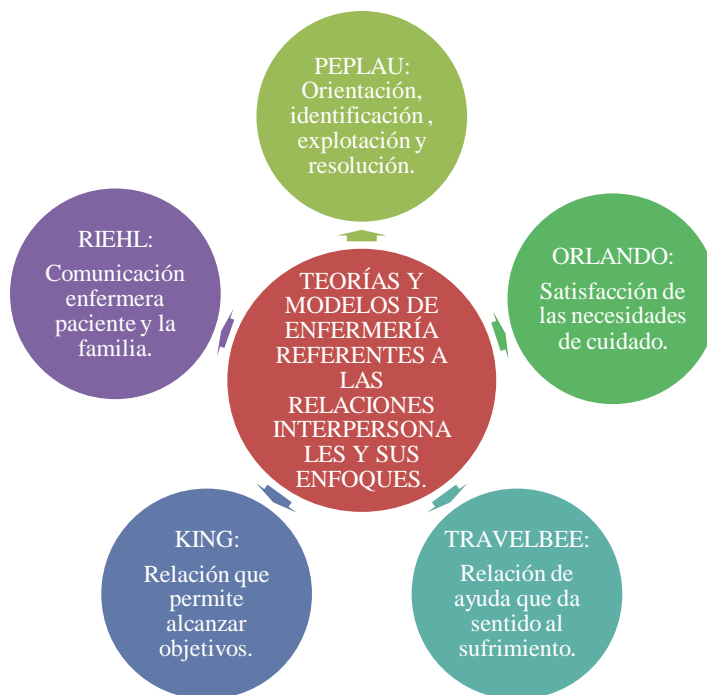 PEPLAU:
Orientación,
identificación ,
explotación y
resolución.
RIEHL:
Comunicación
enfermera
paciente y la
familia.
ORLANDO:
Satisfacción de
las necesidades
de cuidado.
TEORÍAS Y
MODELOS DE
ENFERMERÍA
REFERENTES A
LAS
RELACIONES
INTERPERSONA
LES Y SUS
ENFOQUES.
KING:
Relación que
permite
alcanzar
objetivos.
TRAVELBEE:
Relación de
ayuda que da
sentido al
sufrimiento.